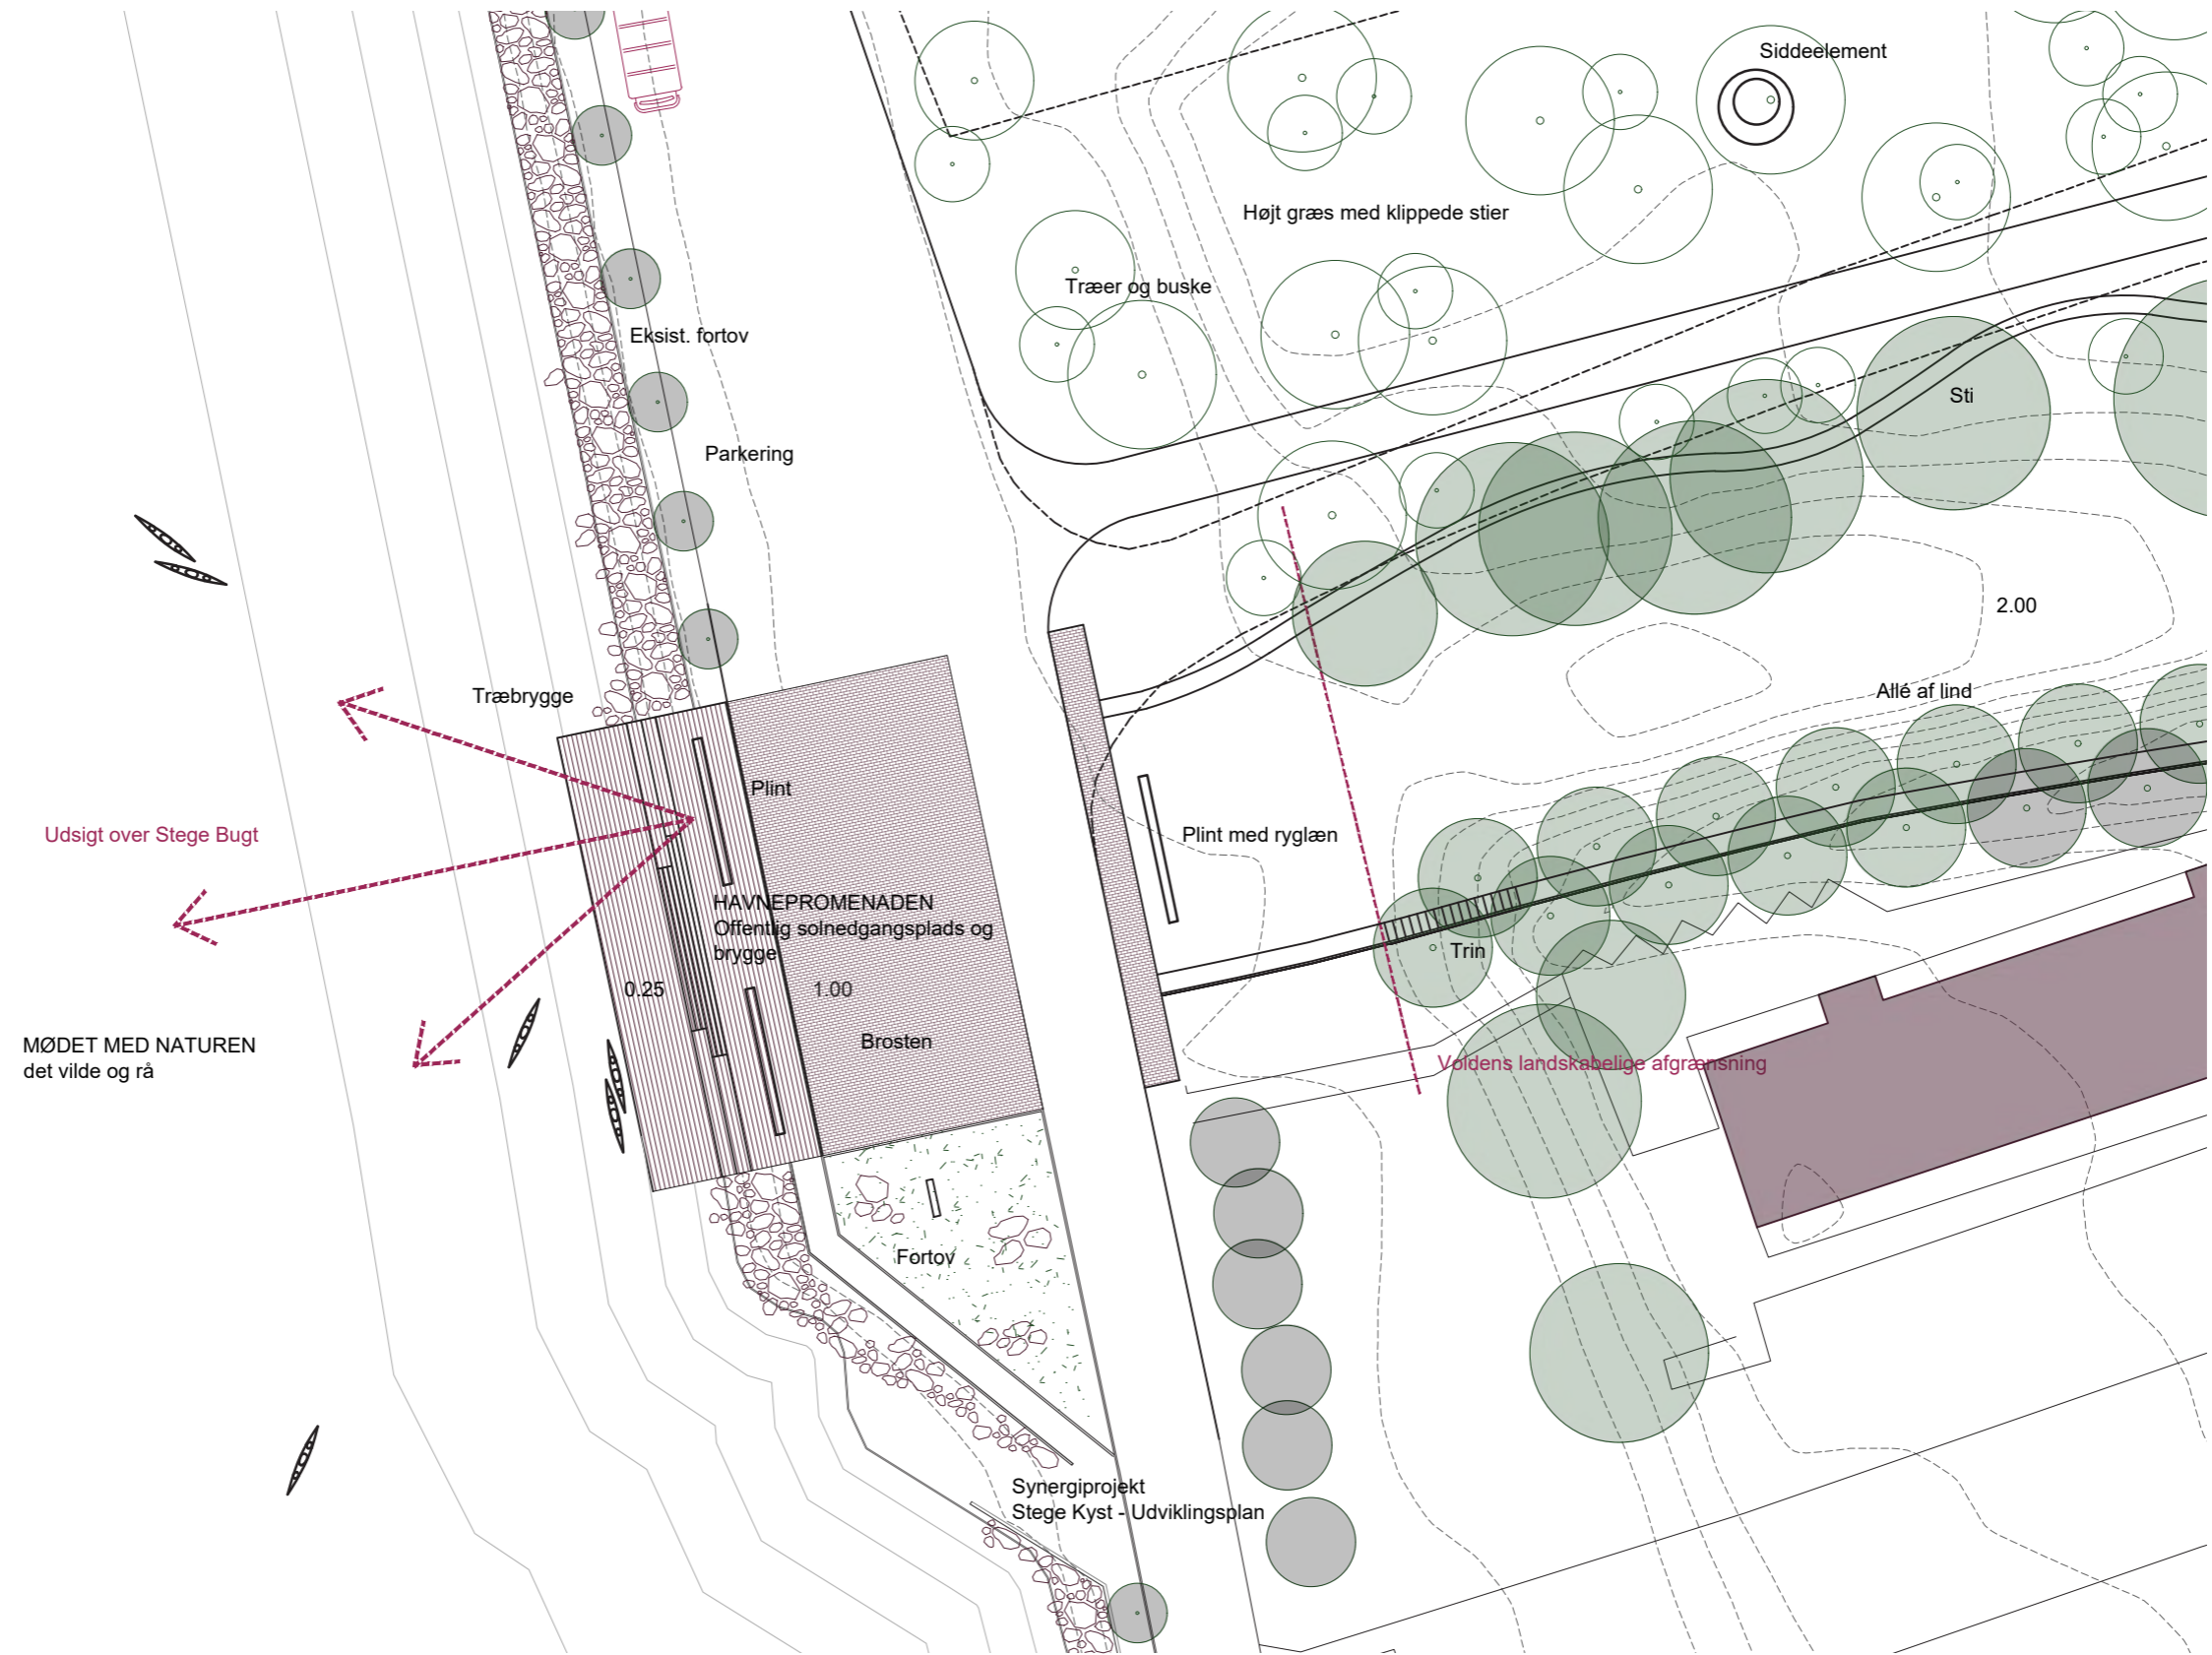 Siddeelement
Højt græs med klippede stier
Træer og buske
Eksist. fortov
Sti
Parkering
2.00
Træbrygge
Allé af lind
Plint
Udsigt over Stege Bugt
Plint med ryglæn
HAVNEPROMENADEN
Offentlig solnedgangsplads og
brygge
Trin
0.25
1.00
Brosten
MØDET MED NATUREN
det vilde og rå
Voldens landskabelige afgrænsning
Fortov
Synergiprojekt
Stege Kyst - Udviklingsplan